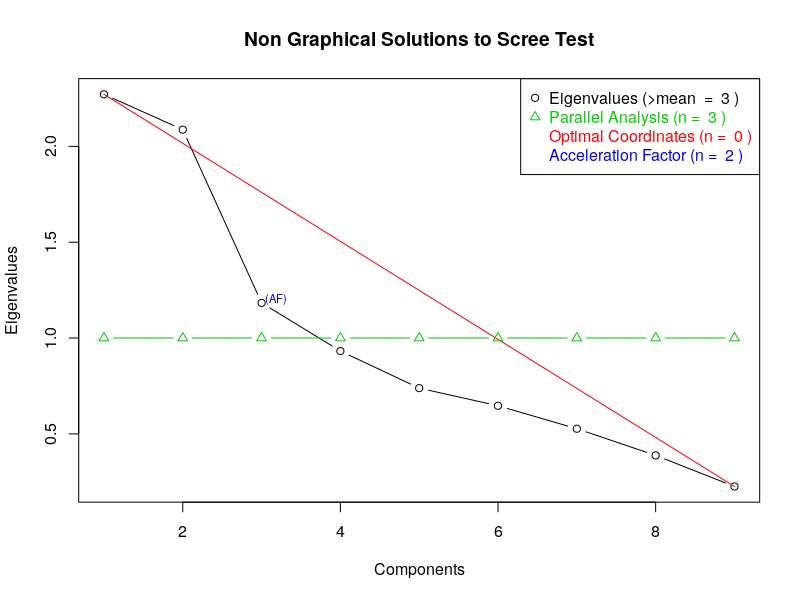 Non Graphical Solutions to Scree Test
Eigenvalues (>mean  =  3 )
Parallel Analysis (n =  3 )
Optimal Coordinates (n =  0 )
Acceleration Factor (n =  2 )
(AF)
Eigenvalues
2.0
1.5
1.0
0.5
2 4 6 8
Components